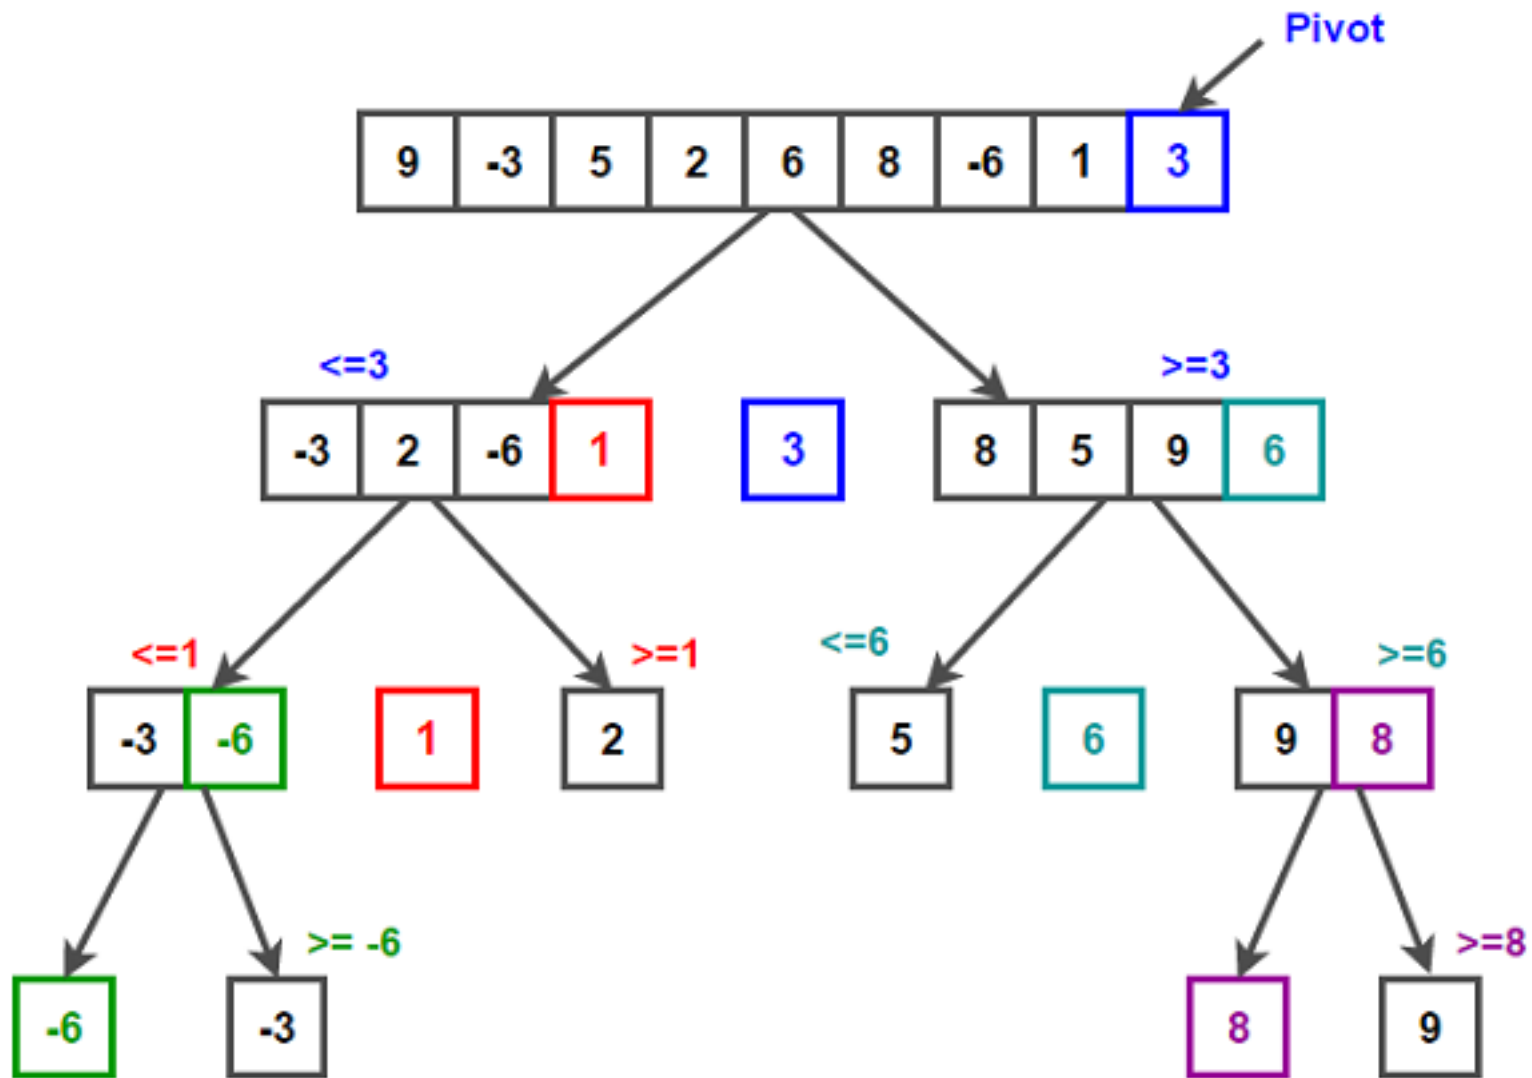 Pivot
9 -3 5 2 6 8 -6 1 3
<=3 >=3
-3 2 -6 1 3 8 5 9 6
<=1 >=1 <=6 >=6
-3 -6 1 2 5 6 9 8
>= -6 >=8
-6 -3 8 9